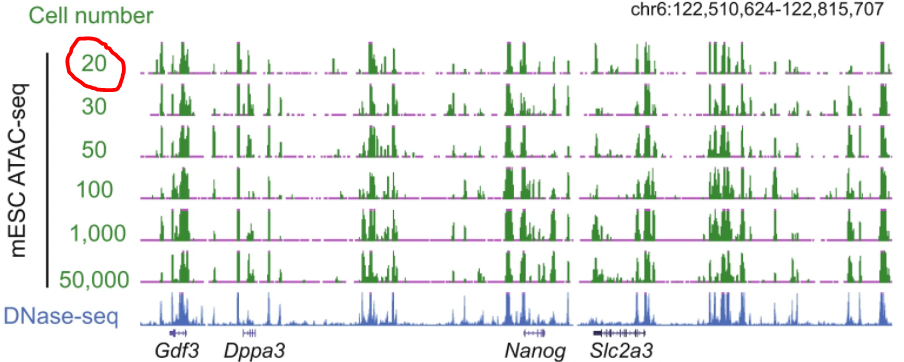 Cell number
chr6:122,510,624-122,815,707
mESC ATAC-seq
20
30
50
100
1,000
50,000
DNase-seq
Gdf3 Dppa3 Nanog Slc2a3